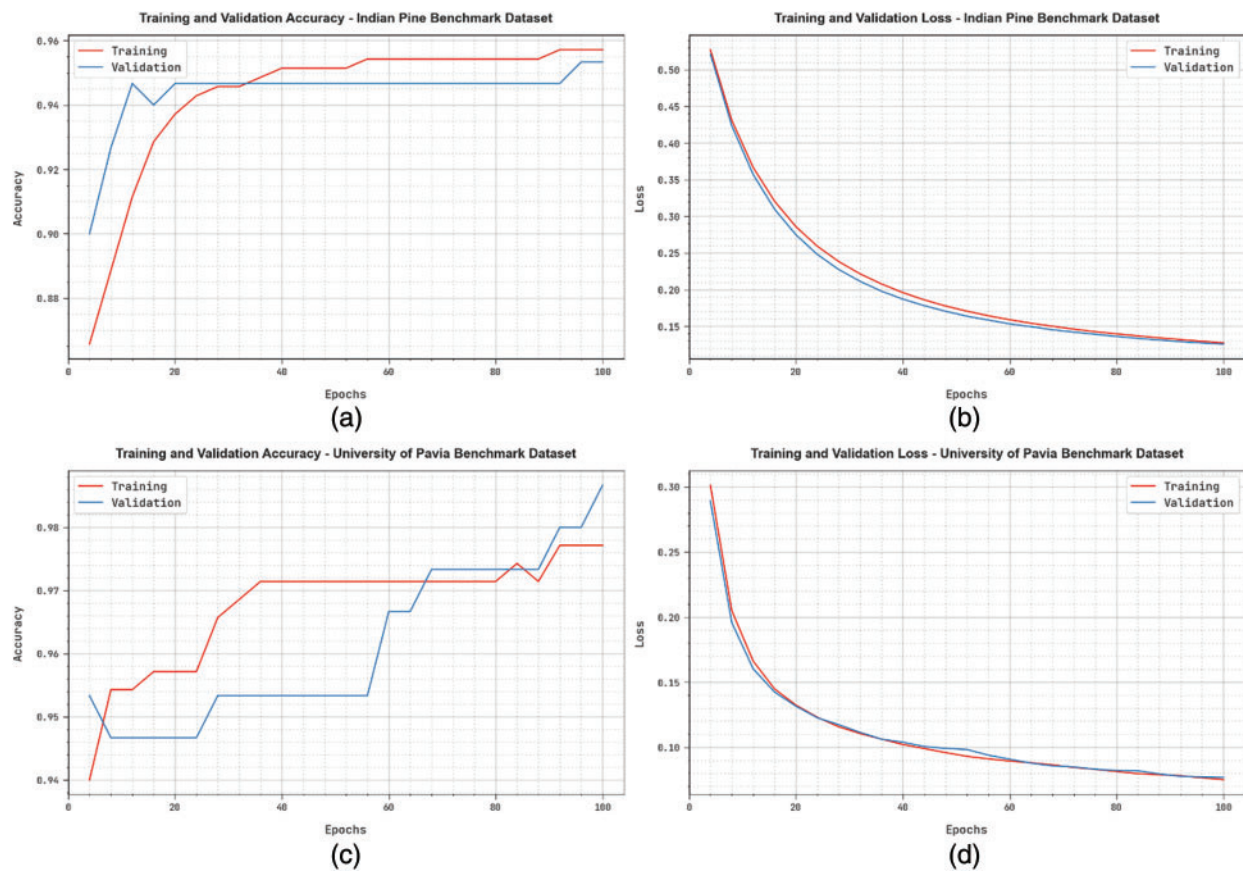 Training and Validation Accuracy - Indian Pine Benchmark Dataset
Training
Validation
0.96
0.94
0.92
0.90
0.88
Accuracy
0 20 40 60 80 100
Epochs
(a)
Training and Validation Loss - Indian Pine Benchmark Dataset
Training
Validation
0.50
0.45
0.40
0.35
0.30
0.25
0.20
0.15
Loss
0 20 40 60 80 100
Epochs
(b)
Training and Validation Accuracy - University of Pavia Benchmark Dataset
Training
Validation
0.98
0.97
0.96
0.95
0.94
Accuracy
0 20 40 60 80 100
Epochs
(c)
Training and Validation Loss - University of Pavia Benchmark Dataset
Training
Validation
0.30
0.25
0.20
0.15
0.10
Loss
0 20 40 60 80 100
Epochs
(d)